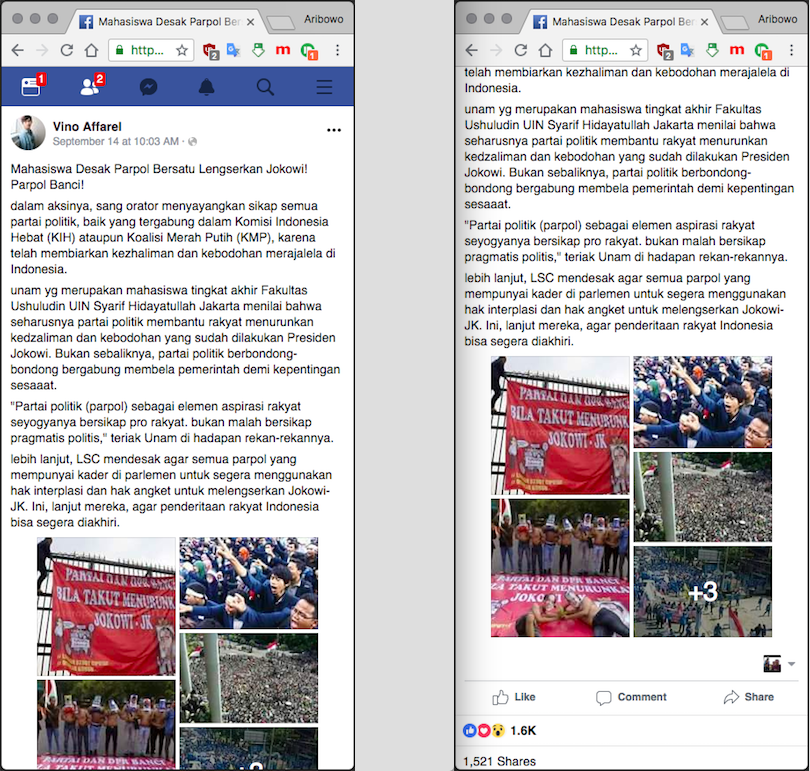 Mahasiswa Desak Parpol Ber
Aribowo
http...
2
1
1
2
Vino Affarel
September 14 at 10:03 AM ·
Mahasiswa Desak Parpol Bersatu Lengserkan Jokowi!
Parpol Banci!
dalam aksinya, sang orator menyayangkan sikap semua
partai politik, baik yang tergabung dalam Komisi Indonesia
Hebat (KIH) ataupun Koalisi Merah Putih (KMP), karena
telah membiarkan kezhaliman dan kebodohan merajalela di
Indonesia.
unam yg merupakan mahasiswa tingkat akhir Fakultas
Ushuludin UIN Syarif Hidayatullah Jakarta menilai bahwa
seharusnya partai politik membantu rakyat menurunkan
kedzaliman dan kebodohan yang sudah dilakukan Presiden
Jokowi. Bukan sebaliknya, partai politik berbondong-
bondong bergabung membela pemerintah demi kepentingan
sesaaat.
"Partai politik (parpol) sebagai elemen aspirasi rakyat
seyogyanya bersikap pro rakyat. bukan malah bersikap
pragmatis politis," teriak Unam di hadapan rekan-rekannya.
lebih lanjut, LSC mendesak agar semua parpol yang
mempunyai kader di parlemen untuk segera menggunakan
hak interplasi dan hak angket untuk melengserkan Jokowi-
JK. Ini, lanjut mereka, agar penderitaan rakyat Indonesia
bisa segera diakhiri.
PARTAI DAN DPR BANCI
BILA TAKUT MENURUNK
JOKOWI - JK
PARTAI DAN DPR BANCI
Mahasiswa Desak Parpol Ber
Aribowo
http...
2
1
telah membiarkan kezhaliman dan kebodohan merajalela di
Indonesia.
unam yg merupakan mahasiswa tingkat akhir Fakultas
Ushuludin UIN Syarif Hidayatullah Jakarta menilai bahwa
seharusnya partai politik membantu rakyat menurunkan
kedzaliman dan kebodohan yang sudah dilakukan Presiden
Jokowi. Bukan sebaliknya, partai politik berbondong-
bondong bergabung membela pemerintah demi kepentingan
sesaaat.
"Partai politik (parpol) sebagai elemen aspirasi rakyat
seyogyanya bersikap pro rakyat. bukan malah bersikap
pragmatis politis," teriak Unam di hadapan rekan-rekannya.
lebih lanjut, LSC mendesak agar semua parpol yang
mempunyai kader di parlemen untuk segera menggunakan
hak interplasi dan hak angket untuk melengserkan Jokowi-
JK. Ini, lanjut mereka, agar penderitaan rakyat Indonesia
bisa segera diakhiri.
PARTAI DAN DPR BANCI
BILA TAKUT MENURUNK
JOKOWI - JK
PARTAI DAN DPR BANCI
BILA TAKUT MENURUNKA
+3
Like
Comment
Share
1.6K
1,521 Shares